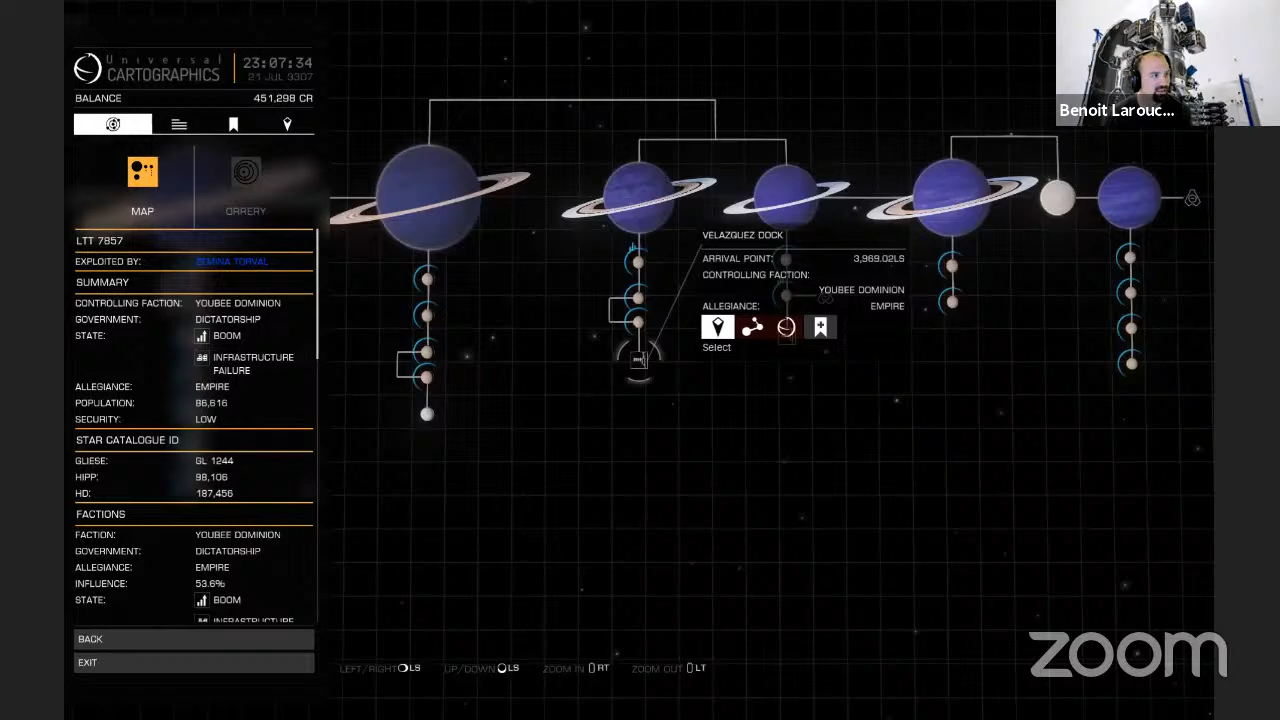 Universal
CARTOGRAPHICS
23:07:34
21 JUL 3307
BALANCE 451,298 CR
MAP
ORRERY
LTT 7857
EXPLOITED BY: ZEMINA TORVAL
SUMMARY
CONTROLLING FACTION: YOUBEE DOMINION
GOVERNMENT: DICTATORSHIP
STATE: BOOM
INFRASTRUCTURE
FAILURE
ALLEGIANCE: EMPIRE
POPULATION: 86,616
SECURITY: LOW
STAR CATALOGUE ID
GLIESE: GL 1244
HIPP: 98,106
HD: 187,456
FACTIONS
FACTION: YOUBEE DOMINION
GOVERNMENT: DICTATORSHIP
ALLEGIANCE: EMPIRE
INFLUENCE: 53.6%
STATE: BOOM
INFRASTRUCTURE
BACK
EXIT
VELAZQUEZ DOCK
ARRIVAL POINT: 3,969.02LS
CONTROLLING FACTION:
YOUBEE DOMINION
ALLEGIANCE: EMPIRE
Select
LEFT/RIGHT LS UP/DOWN LS ZOOM IN RT ZOOM OUT LT
Benoit Larouc...
zoom